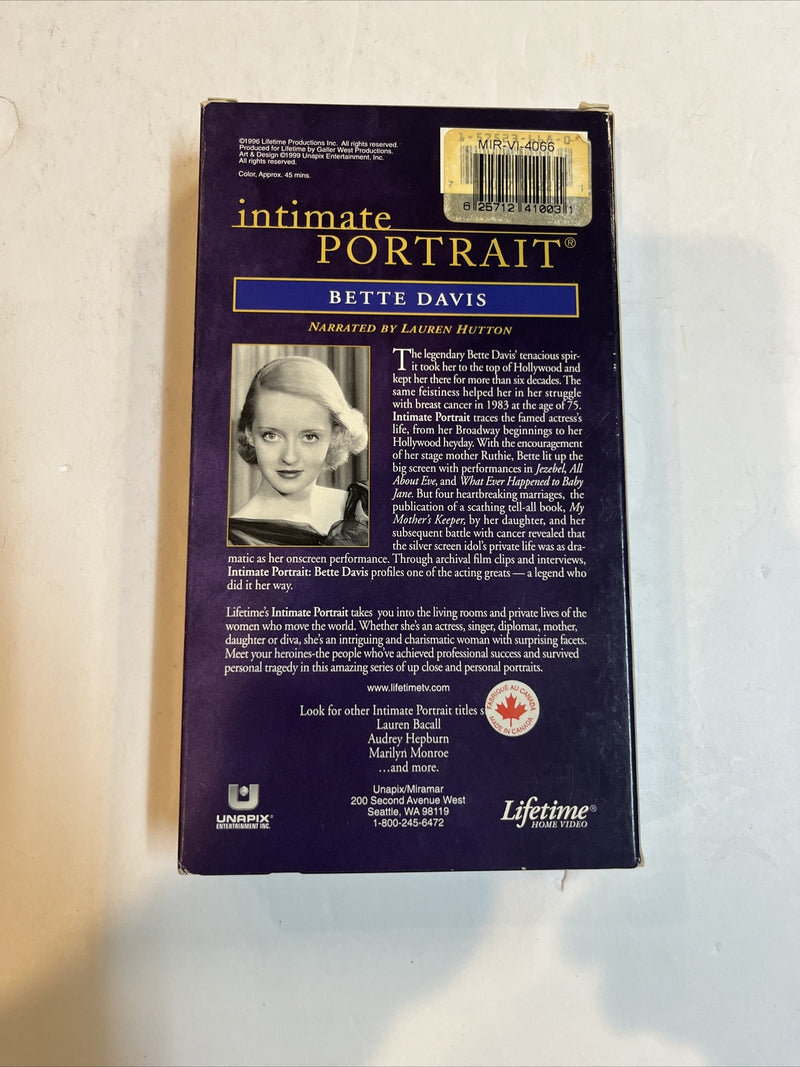 ©1996 Lifetime Productions Inc. All rights reserved.
Produced for Lifetime by Galler West Productions.
Art & Design ©1999 Unapix Entertainment, Inc.
All rights reserved.
Color, Approx. 45 mins.
MIR-VI-4066
6 25712 41003 1
intimate
PORTRAIT®
BETTE DAVIS
NARRATED BY LAUREN HUTTON
The legendary Bette Davis' tenacious spir-
it took her to the top of Hollywood and
kept her there for more than six decades. The
same feistiness helped her in her struggle
with breast cancer in 1983 at the age of 75.
Intimate Portrait traces the famed actress's
life, from her Broadway beginnings to her
Hollywood heyday. With the encouragement
of her stage mother Ruthie, Bette lit up the
big screen with performances in Jezebel, All
About Eve, and What Ever Happened to Baby
Jane. But four heartbreaking marriages, the
publication of a scathing tell-all book, My
Mother's Keeper, by her daughter, and her
subsequent battle with cancer revealed that
the silver screen idol's private life was as dra-
matic as her onscreen performance. Through archival film clips and interviews,
Intimate Portrait: Bette Davis profiles one of the acting greats — a legend who
did it her way.
Lifetime's Intimate Portrait takes you into the living rooms and private lives of the
women who move the world. Whether she's an actress, singer, diplomat, mother,
daughter or diva, she's an intriguing and charismatic woman with surprising facets.
Meet your heroines-the people who've achieved professional success and survived
personal tragedy in this amazing series of up close and personal portraits.
www.lifetimetv.com
Look for other Intimate Portrait titles s
FABRIQUÉ AU CANADA
MADE IN CANADA
Lauren Bacall
Audrey Hepburn
Marilyn Monroe
...and more.
UNAPIX®
ENTERTAINMENT INC.
Unapix/Miramar
200 Second Avenue West
Seattle, WA 98119
1-800-245-6472
Lifetime®
HOME VIDEO